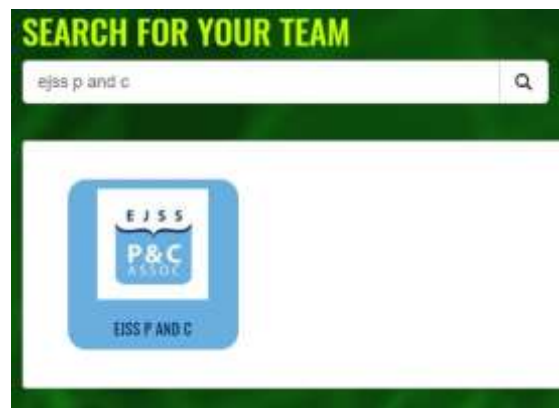 SEARCH FOR YOUR TEAM
ejss p and c
EJSS
P&C
ASSOC
EJSS P AND C